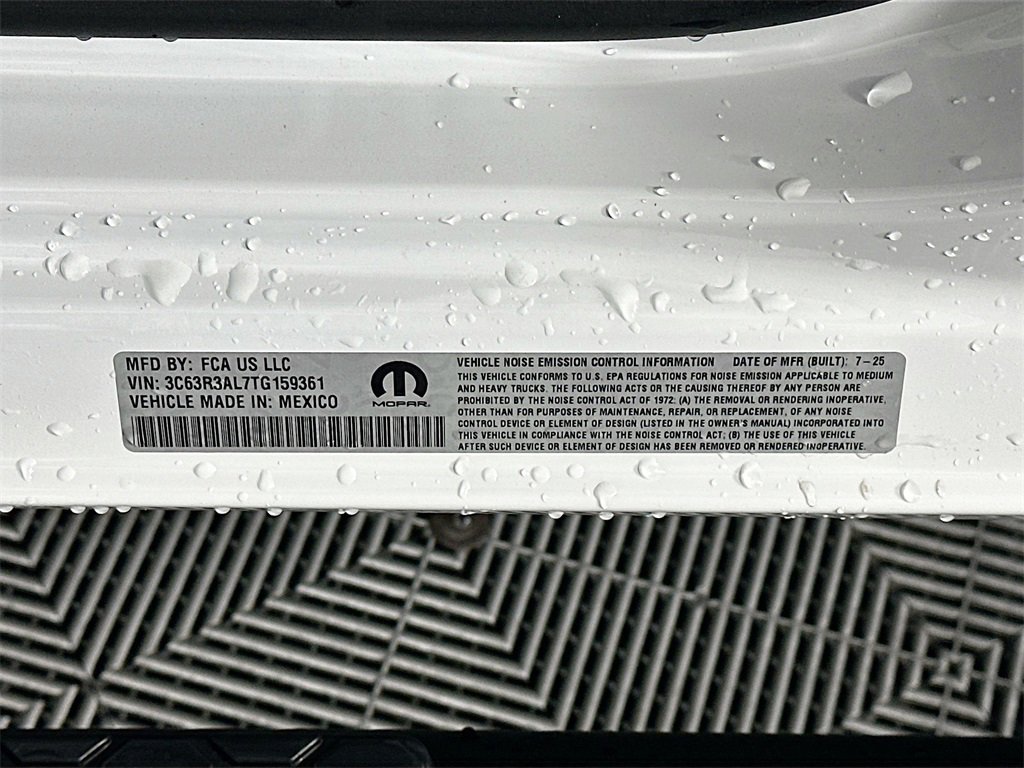 MFD BY: FCA US LLC
VIN: 3C63R3AL7TG159361
VEHICLE MADE IN: MEXICO
MOPAR
VEHICLE NOISE EMISSION CONTROL INFORMATION DATE OF MFR (BUILT): 7-25
THIS VEHICLE CONFORMS TO U.S. EPA REGULATIONS FOR NOISE EMISSION APPLICABLE TO MEDIUM
AND HEAVY TRUCKS. THE FOLLOWING ACTS OR THE CAUSING THEREOF BY ANY PERSON ARE
PROHIBITED BY THE NOISE CONTROL ACT OF 1972: (A) THE REMOVAL OR RENDERING INOPERATIVE,
OTHER THAN FOR PURPOSES OF MAINTENANCE, REPAIR, OR REPLACEMENT, OF ANY NOISE
CONTROL DEVICE OR ELEMENT OF DESIGN (LISTED IN THE OWNER'S MANUAL) INCORPORATED INTO
THIS VEHICLE IN COMPLIANCE WITH THE NOISE CONTROL ACT; (B) THE USE OF THIS VEHICLE
AFTER SUCH DEVICE OR ELEMENT OF DESIGN HAS BEEN REMOVED OR RENDERED INOPERATIVE.